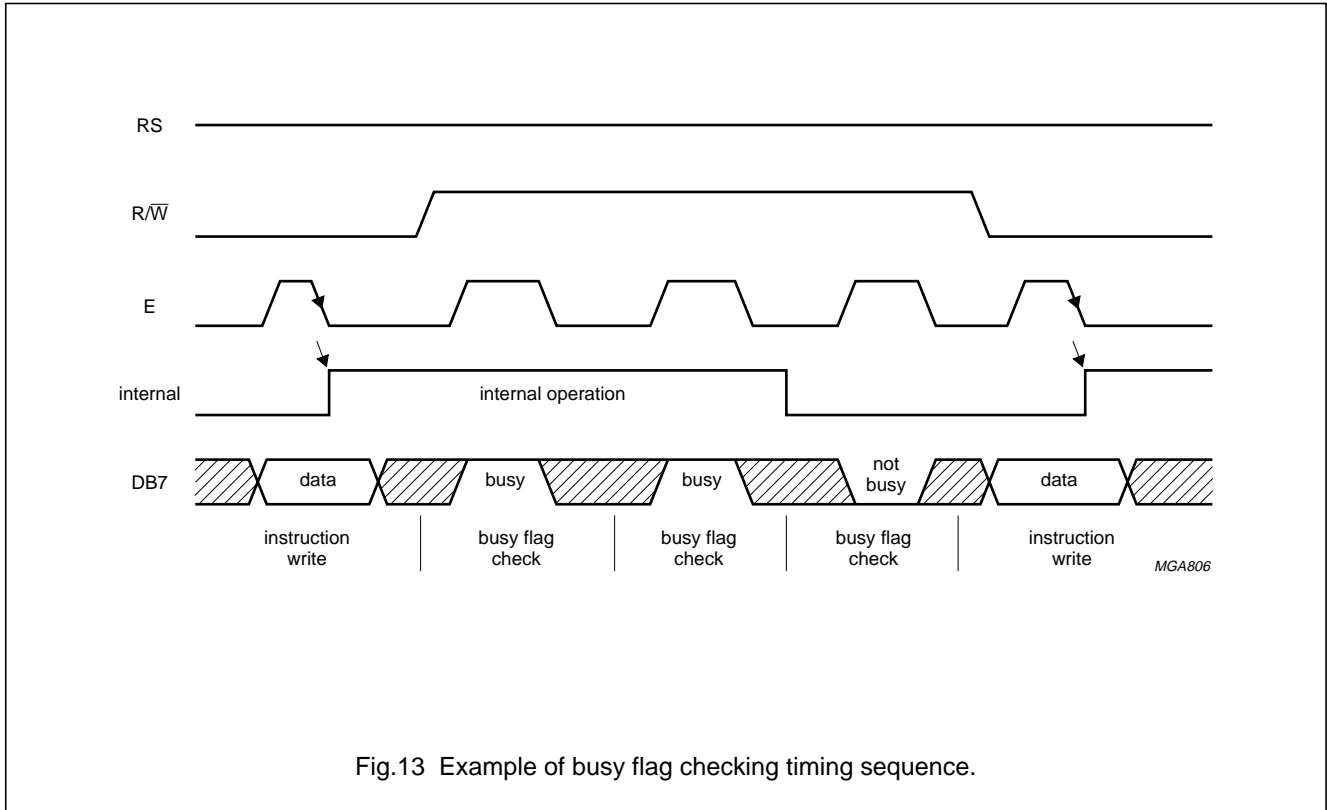 RS
R/W̅
E
internal
internal operation
DB7
data
busy
busy
not
busy
data
instruction
write
busy flag
check
busy flag
check
busy flag
check
instruction
write
MGA806
Fig.13 Example of busy flag checking timing sequence.